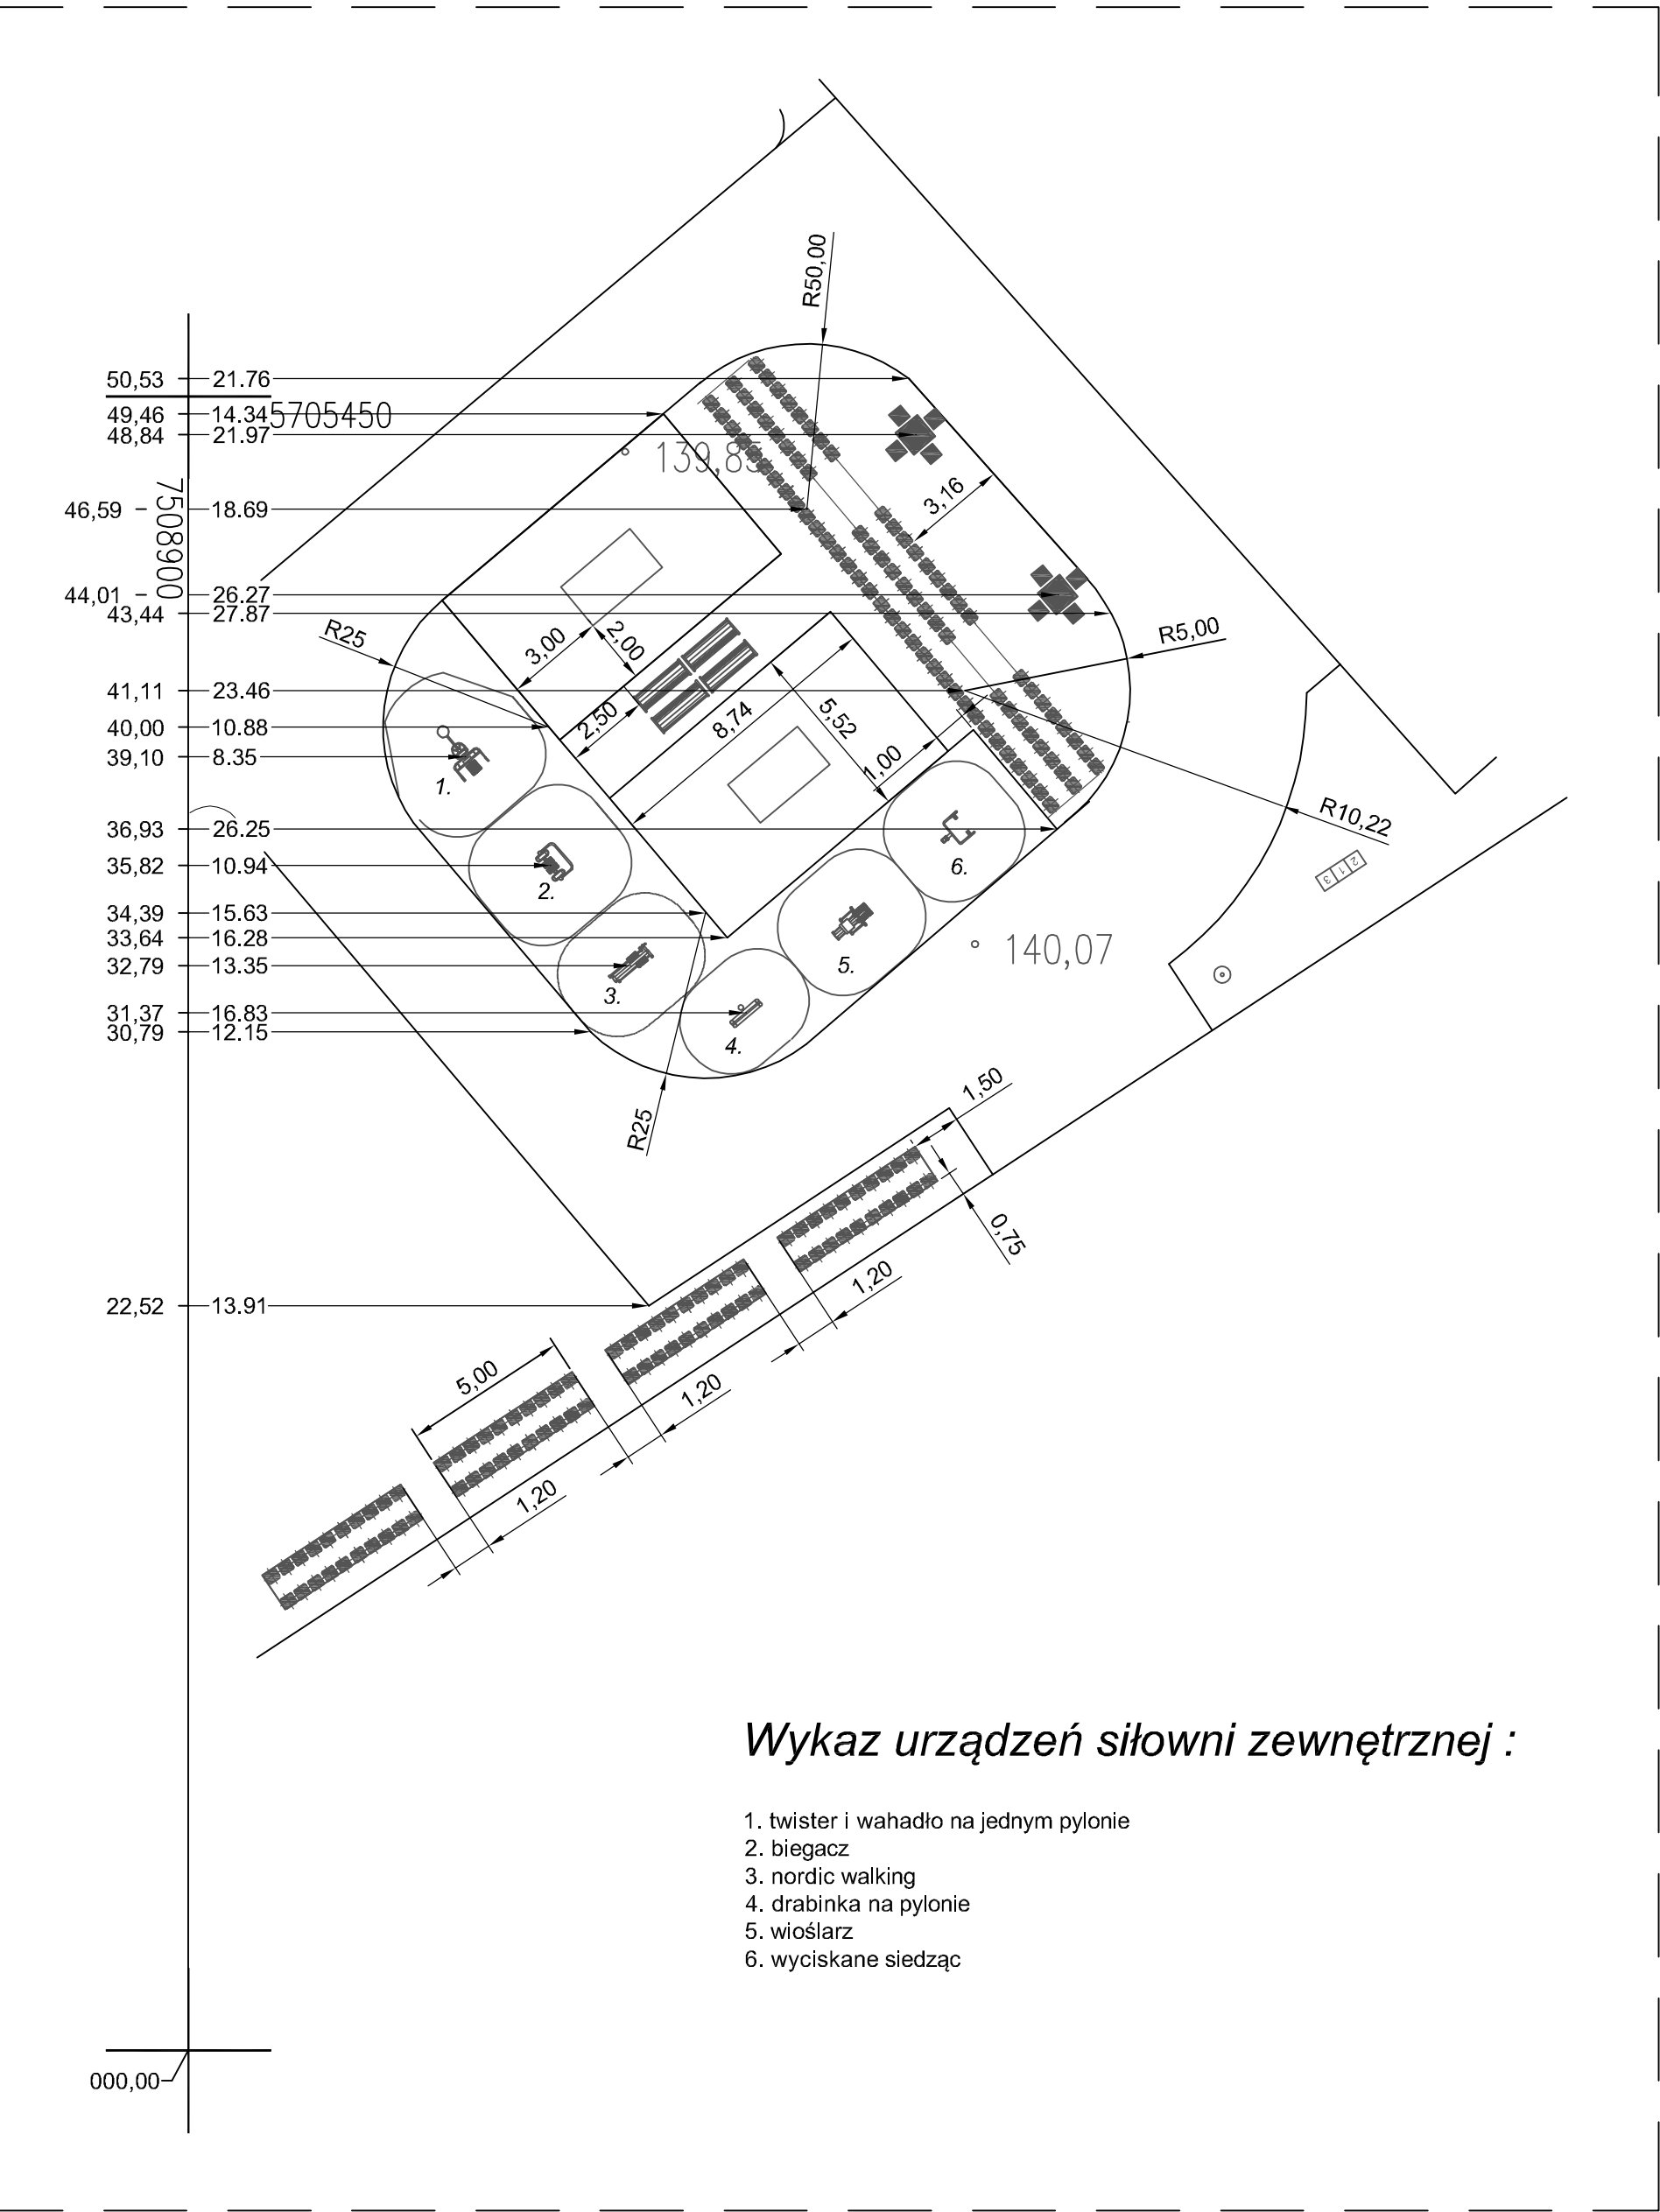 R50,00
50,53 21.76
49,46 14.34 5705450
48,84 21.97
139,85
7508900
3,16
46,59 18.69
44,01 26.27
43,44 27.87
R25
3,00
2,00
R5,00
41,11 23.46
40,00 10.88
2,50
8,74
5,52
39,10 8.35
1,00
1.
R10,22
36,93 26.25
35,82 10.94
2.
6.
2 1 3
34,39 15.63
33,64 16.28
140,07
32,79 13.35
5.
3.
31,37 16.83
30,79 12.15
4.
R25
1,50
0,75
1,20
22,52 13.91
5,00
1,20
1,20
Wykaz urządzeń siłowni zewnętrznej :
1. twister i wahadło na jednym pylonie
2. biegacz
3. nordic walking
4. drabinka na pylonie
5. wioślarz
6. wyciskane siedząc
000,00